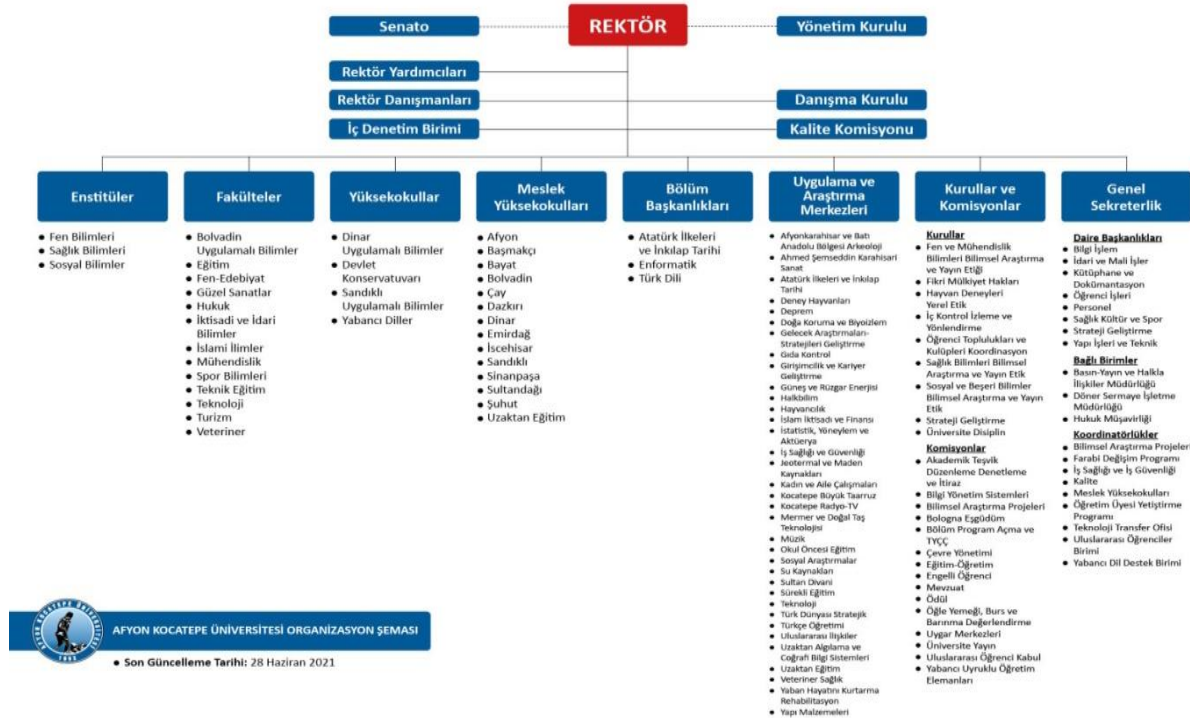 Senato
REKTÖR
Yönetim Kurulu
Rektör Yardımcıları
Rektör Danışmanları
Danışma Kurulu
İç Denetim Birimi
Kalite Komisyonu
Enstitüler
• Fen Bilimleri
• Sağlık Bilimleri
• Sosyal Bilimler
Fakülteler
• Bolvadin
Uygulamalı Bilimler
• Eğitim
• Fen-Edebiyat
• Güzel Sanatlar
• Hukuk
• İktisadi ve İdari
Bilimler
• İslami İlimler
• Mühendislik
• Spor Bilimleri
• Teknik Eğitim
• Teknoloji
• Turizm
• Veteriner
Yüksekokullar
• Dinar
Uygulamalı Bilimler
• Devlet
Konservatuvarı
• Sandıklı
Uygulamalı Bilimler
• Yabancı Diller
Meslek
Yüksekokulları
• Afyon
• Başmakçı
• Bayat
• Bolvadin
• Çay
• Dazkırı
• Dinar
• Emirdağ
• İscehisar
• Sandıklı
• Sinanpaşa
• Sultandağı
• Şuhut
• Uzaktan Eğitim
Bölüm
Başkanlıkları
• Atatürk İlkeleri
ve İnkılap Tarihi
• Enformatik
• Türk Dili
Uygulama ve
Araştırma
Merkezleri
• Afyonkarahisar ve Batı
Anadolu Bölgesi Arkeoloji
• Ahmed Şemseddin Karahisari
Sanat
• Atatürk İlkeleri ve İnkılap
Tarihi
• Deney Hayvanları
• Deprem
• Doğa Koruma ve Biyoizlem
• Gelecek Araştırmaları-
Stratejileri Geliştirme
• Gıda Kontrol
• Girişimcilik ve Kariyer
Geliştirme
• Güneş ve Rüzgar Enerjisi
• Halkbilim
• Hayvancılık
• İslam İktisadı ve Finansı
• İstatistik, Yöneylem ve
Aktüerya
• İş Sağlığı ve Güvenliği
• Jeotermal ve Maden
Kaynakları
• Kadın ve Aile Çalışmaları
• Kocatepe Büyük Taarruz
• Kocatepe Radyo-TV
• Mermer ve Doğal Taş
Teknolojisi
• Müzik
• Okul Öncesi Eğitim
• Sosyal Araştırmalar
• Su Kaynakları
• Sultan Divani
• Sürekli Eğitim
• Teknoloji
• Türk Dünyası Stratejik
• Türkçe Öğretimi
• Uluslararası İlişkiler
• Uzaktan Algılama ve
Coğrafi Bilgi Sistemleri
• Uzaktan Eğitim
• Veteriner Sağlık
• Yaban Hayatını Kurtarma
Rehabilitasyon
• Yapı Malzemeleri
Kurullar ve
Komisyonlar
Kurullar
• Fen ve Mühendislik
Bilimleri Bilimsel Araştırma
ve Yayın Etiği
• Fikri Mülkiyet Hakları
• Hayvan Deneyleri
Yerel Etik
• İç Kontrol İzleme ve
Yönlendirme
• Öğrenci Toplulukları ve
Kulüpleri Koordinasyon
• Sağlık Bilimleri Bilimsel
Araştırma ve Yayın Etik
• Sosyal ve Beşeri Bilimler
Bilimsel Araştırma ve Yayın
Etik
• Strateji Geliştirme
• Üniversite Disiplin
Komisyonlar
• Akademik Teşvik
Düzenleme Denetleme
ve İtiraz
• Bilgi Yönetim Sistemleri
• Bilimsel Araştırma Projeleri
• Bologna Eşgüdüm
• Bölüm Program Açma ve
TYÇÇ
• Çevre Yönetimi
• Eğitim-Öğretim
• Engelli Öğrenci
• Mevzuat
• Ödül
• Öğle Yemeği, Burs ve
Barınma Değerlendirme
• Uygar Merkezleri
• Üniversite Yayın
• Uluslararası Öğrenci Kabul
• Yabancı Uyruklu Öğretim
Elemanları
Genel
Sekreterlik
Daire Başkanlıkları
• Bilgi İşlem
• İdari ve Mali İşler
• Kütüphane ve
Dokümantasyon
• Öğrenci İşleri
• Personel
• Sağlık Kültür ve Spor
• Strateji Geliştirme
• Yapı İşleri ve Teknik
Bağlı Birimler
• Basın-Yayın ve Halkla
İlişkiler Müdürlüğü
• Döner Sermaye İşletme
Müdürlüğü
• Hukuk Müşavirliği
Koordinatörlükler
• Bilimsel Araştırma Projeleri
• Farabi Değişim Programı
• İş Sağlığı ve İş Güvenliği
• Kalite
• Meslek Yüksekokulları
• Öğretim Üyesi Yetiştirme
Programı
• Teknoloji Transfer Ofisi
• Uluslararası Öğrenciler
Birimi
• Yabancı Dil Destek Birimi
AFYON KOCATEPE ÜNİVERSİTESİ
1992
AFYON KOCATEPE ÜNİVERSİTESİ ORGANİZASYON ŞEMASI
• Son Güncelleme Tarihi: 28 Haziran 2021